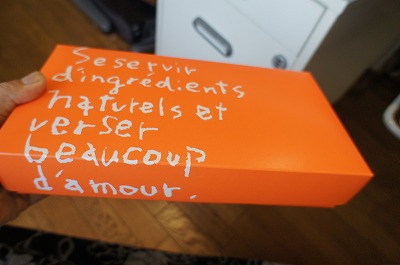 Se servir
d'ingrédients
naturels et
verser
beaucoup
d'amour.